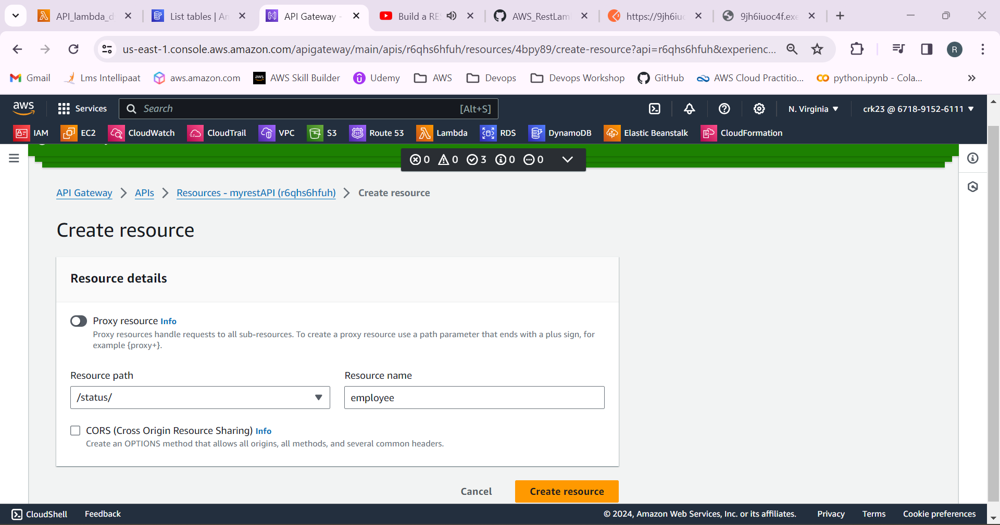 API_lambda_d
List tables | An
API Gateway -
Build a RES
AWS_RestLam
https://9jh6iuo
9jh6iuoc4f.exe
us-east-1.console.aws.amazon.com/apigateway/main/apis/r6qhs6hfuh/resources/4bpy89/create-resource?api=r6qhs6hfuh&experienc...
R
Gmail
Lms Intellipaat
aws.amazon.com
aws
AWS Skill Builder
Udemy
AWS
Devops
Devops Workshop
GitHub
AWS Cloud Practitio...
python.ipynb - Cola...
aws
Services
Search
[Alt+S]
N. Virginia
crk23 @ 6718-9152-6111
IAM
EC2
CloudWatch
CloudTrail
VPC
S3
Route 53
Lambda
RDS
DynamoDB
Elastic Beanstalk
CloudFormation
0
0
3
0
0
API Gateway
APIs
Resources - myrestAPI (r6qhs6hfuh)
Create resource
Create resource
Resource details
Proxy resource Info
Proxy resources handle requests to all sub-resources. To create a proxy resource use a path parameter that ends with a plus sign, for
example {proxy+}.
Resource path
Resource name
/status/
employee
CORS (Cross Origin Resource Sharing) Info
Create an OPTIONS method that allows all origins, all methods, and several common headers.
Cancel
Create resource
CloudShell
Feedback
© 2024, Amazon Web Services, Inc. or its affiliates.
Privacy
Terms
Cookie preferences